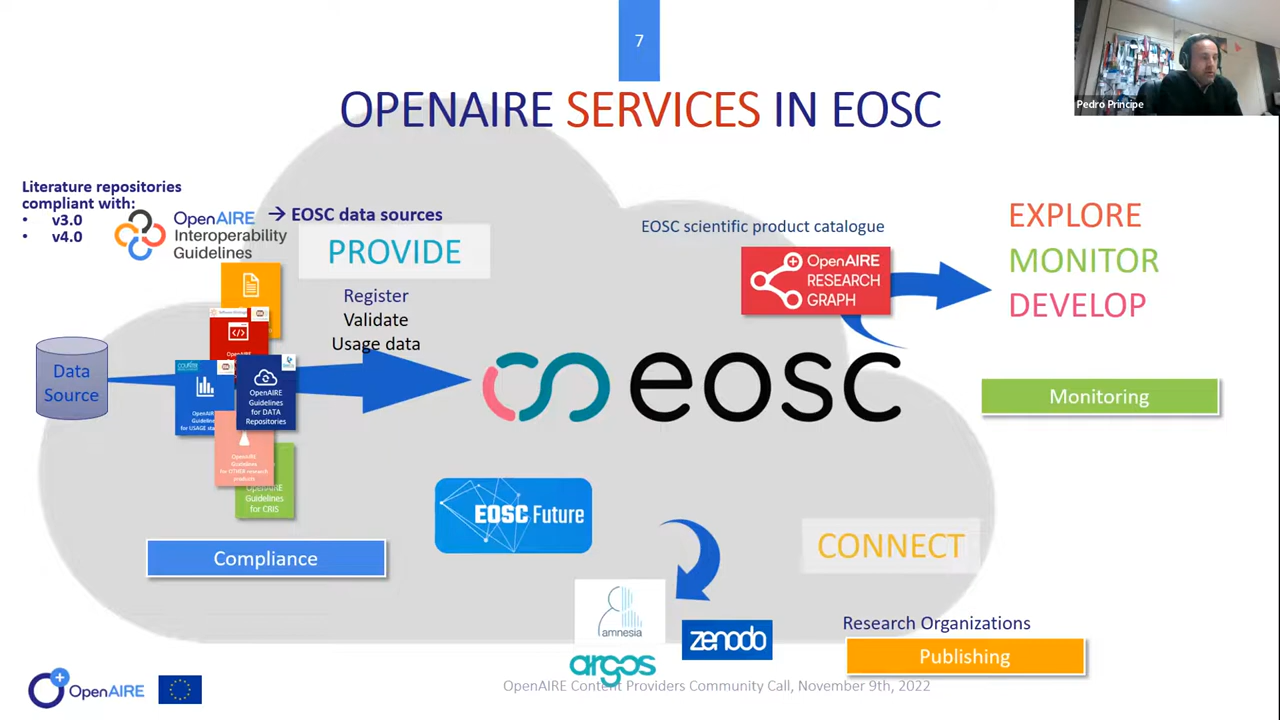 7
Pedro Principe
OPENAIRE SERVICES IN EOSC
Literature repositories
compliant with:
• v3.0
• v4.0
OpenAIRE
Interoperability
Guidelines
→ EOSC data sources
PROVIDE
Register
Validate
Usage data
Data
Source
OpenAIRE
Guidelines
for DATA
Repositories
OpenAIRE
Guidelines
for USAGE
OpenAIRE
Guidelines
for OTHER research
products
OpenAIRE
Guidelines
for CRIS
Compliance
EOSC scientific product catalogue
OpenAIRE
RESEARCH
GRAPH
EXPLORE
MONITOR
DEVELOP
eosc
Monitoring
EOSC Future
CONNECT
amnesia
argos
zenodo
Research Organizations
Publishing
OpenAIRE
OpenAIRE Content Providers Community Call, November 9th, 2022